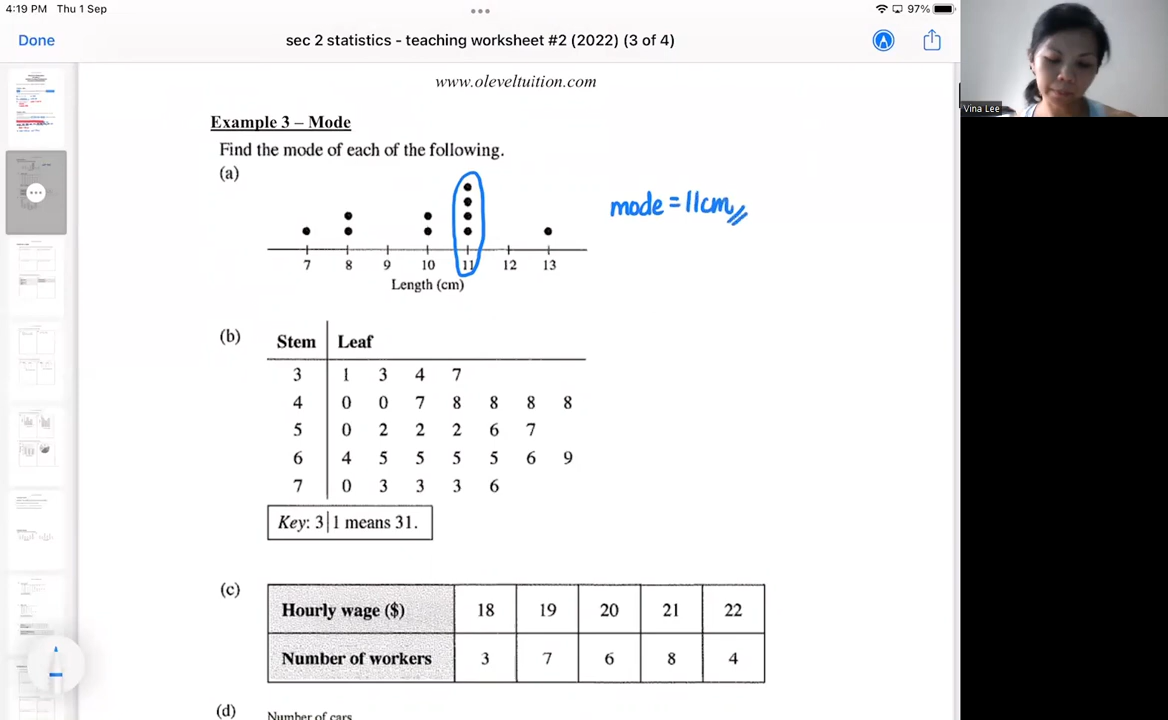 4:19 PM Thu 1 Sep
97%
Done
sec 2 statistics - teaching worksheet #2 (2022) (3 of 4)
Vina Lee
www.oleveltuition.com
Example 3 – Mode
Find the mode of each of the following.
(a)
mode = 11cm
7 8 9 10 11 12 13
Length (cm)
(b)
Stem Leaf
3 1 3 4 7
4 0 0 7 8 8 8 8
5 0 2 2 2 6 7
6 4 5 5 5 5 6 9
7 0 3 3 3 6
Key: 3|1 means 31.
(c)
Hourly wage ($) 18 19 20 21 22
Number of workers 3 7 6 8 4
(d)
Number of cars